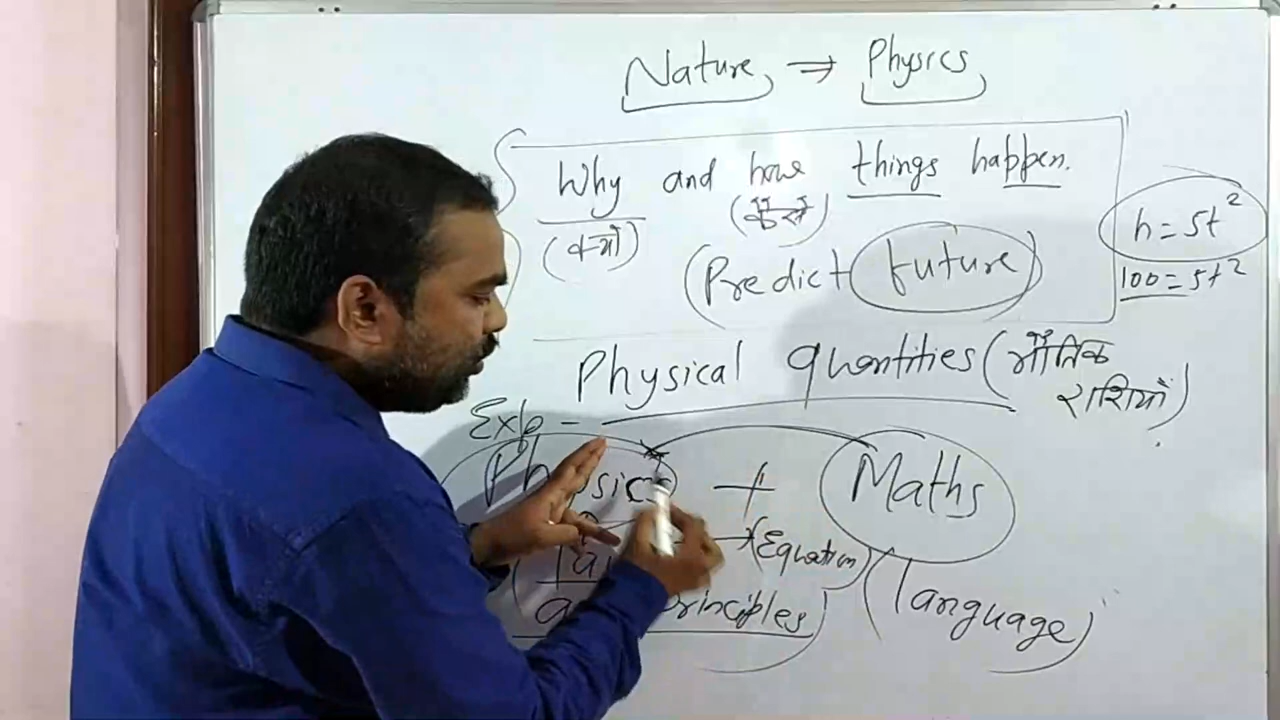 Nature, ⇒ Physics
Why and how things happen.
(क्यों) (कैसे)
(Predict future)
h = 5t²
100 = 5t²
Physical quantities (भौतिक
राशियाँ)
Exp -
Physics + Maths
→ (Equation)
principles
(language)